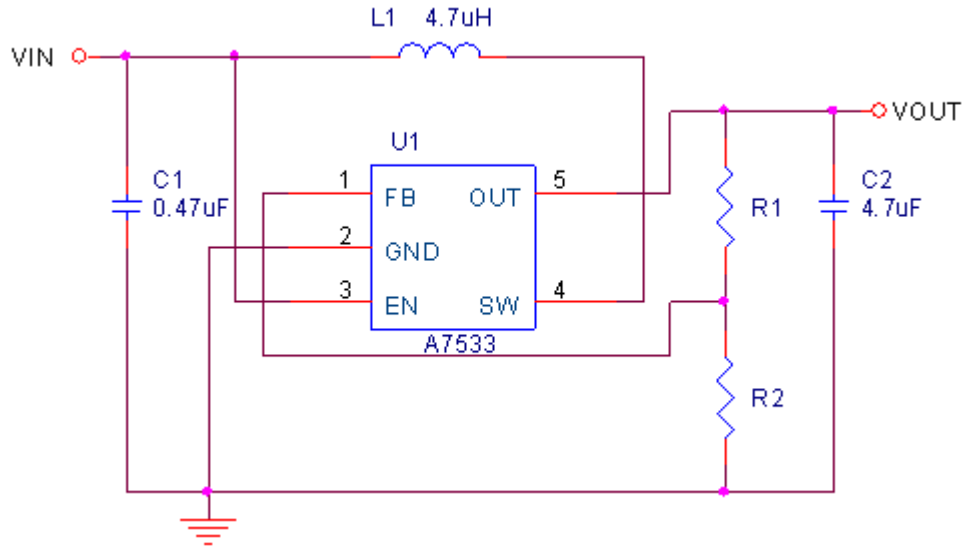 L1 4.7uH
VIN
VOUT
U1
C1
0.47uF
1
FB
OUT
5
R1
C2
4.7uF
2
GND
3
EN
SW
4
A7533
R2